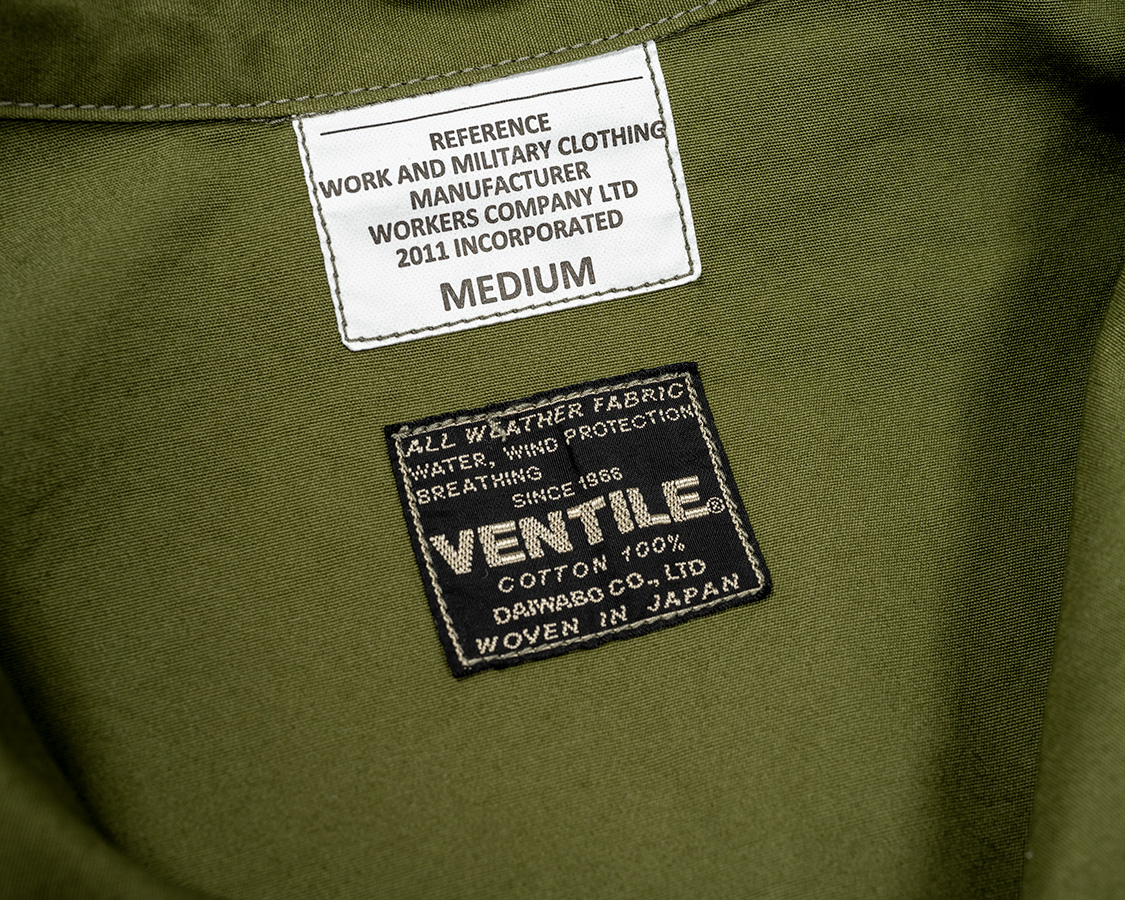 REFERENCE
WORK AND MILITARY CLOTHING
MANUFACTURER
WORKERS COMPANY LTD
2011 INCORPORATED
MEDIUM
ALL WEATHER FABRIC
WATER, WIND PROTECTION
BREATHING
SINCE 1966
VENTILE®
COTTON 100%
DAIWABO CO., LTD
WOVEN IN JAPAN